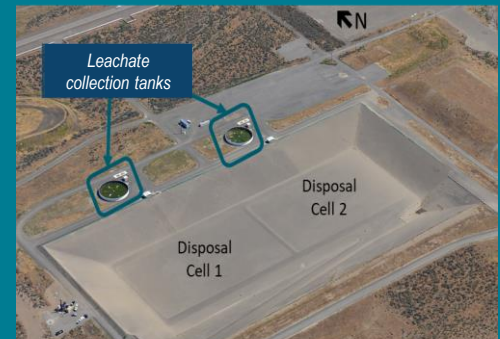 N
Leachate
collection tanks
Disposal
Cell 2
Disposal
Cell 1